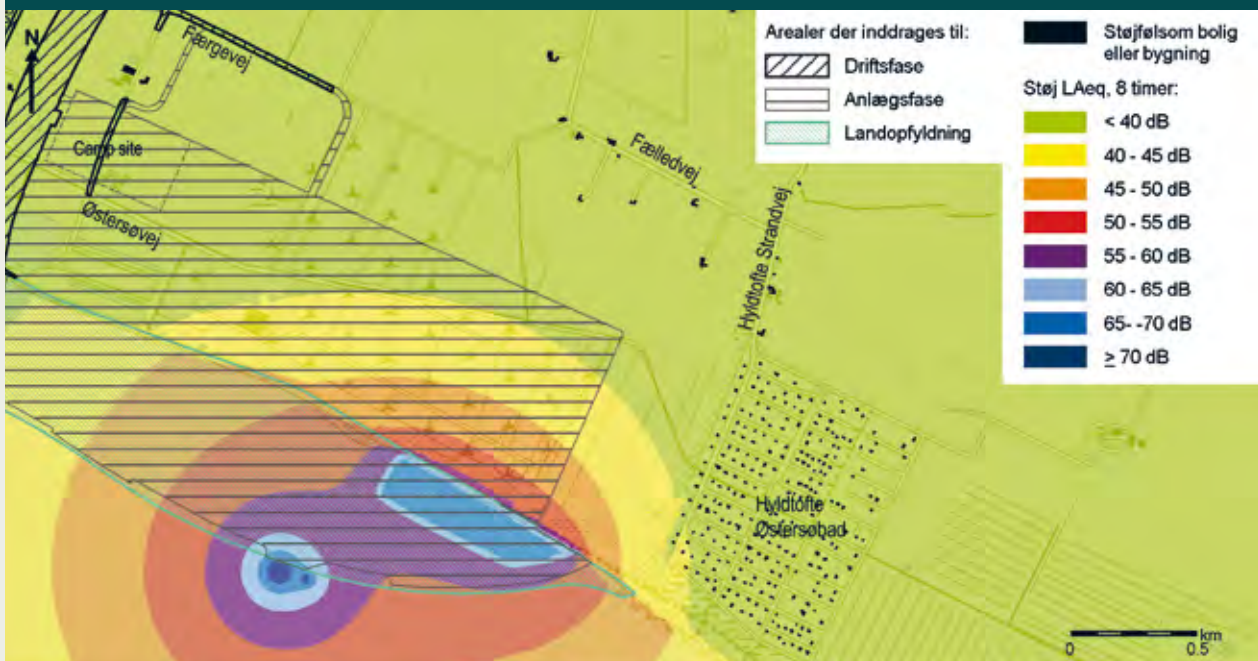 N
Færgevej
Camp site
Østersøvej
Fælledvej
Hyldtofte Strandvej
Hyldtofte
Østersøbad
Arealer der inddrages til:
Driftsfase
Anlægsfase
Landopfyldning
Støjfølsom bolig
eller bygning
Støj LAeq, 8 timer:
< 40 dB
40 - 45 dB
45 - 50 dB
50 - 55 dB
55 - 60 dB
60 - 65 dB
65- -70 dB
≥ 70 dB
km
0 0.5